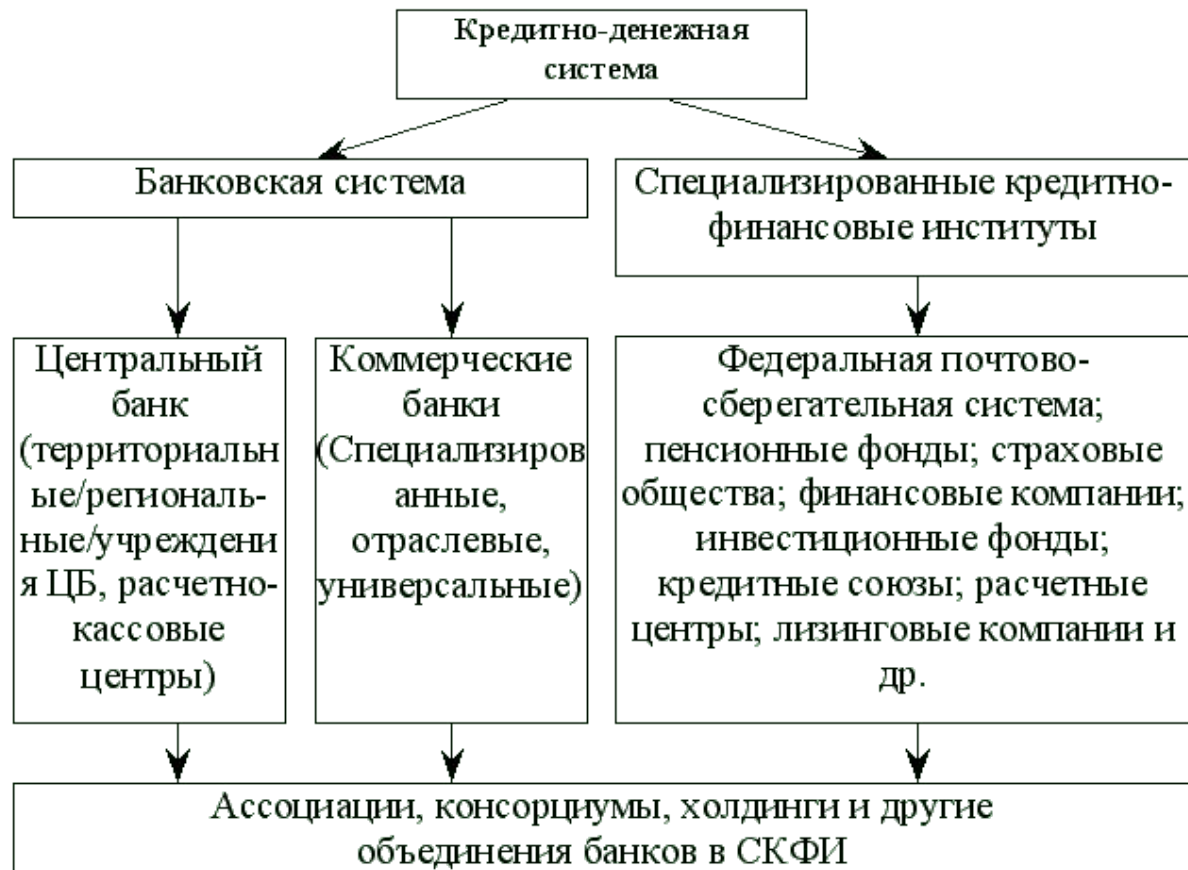 Кредитно-денежная
система
Банковская система
Специализированные кредитно-
финансовые институты
Центральный
банк
(территориальн
ые/региональ-
ные/учреждени
я ЦБ, расчетно-
кассовые
центры)
Коммерческие
банки
(Специализиров
анные,
отраслевые,
универсальные)
Федеральная почтово-
сберегательная система;
пенсионные фонды; страховые
общества; финансовые компании;
инвестиционные фонды;
кредитные союзы; расчетные
центры; лизинговые компании и
др.
Ассоциации, консорциумы, холдинги и другие
объединения банков в СКФИ